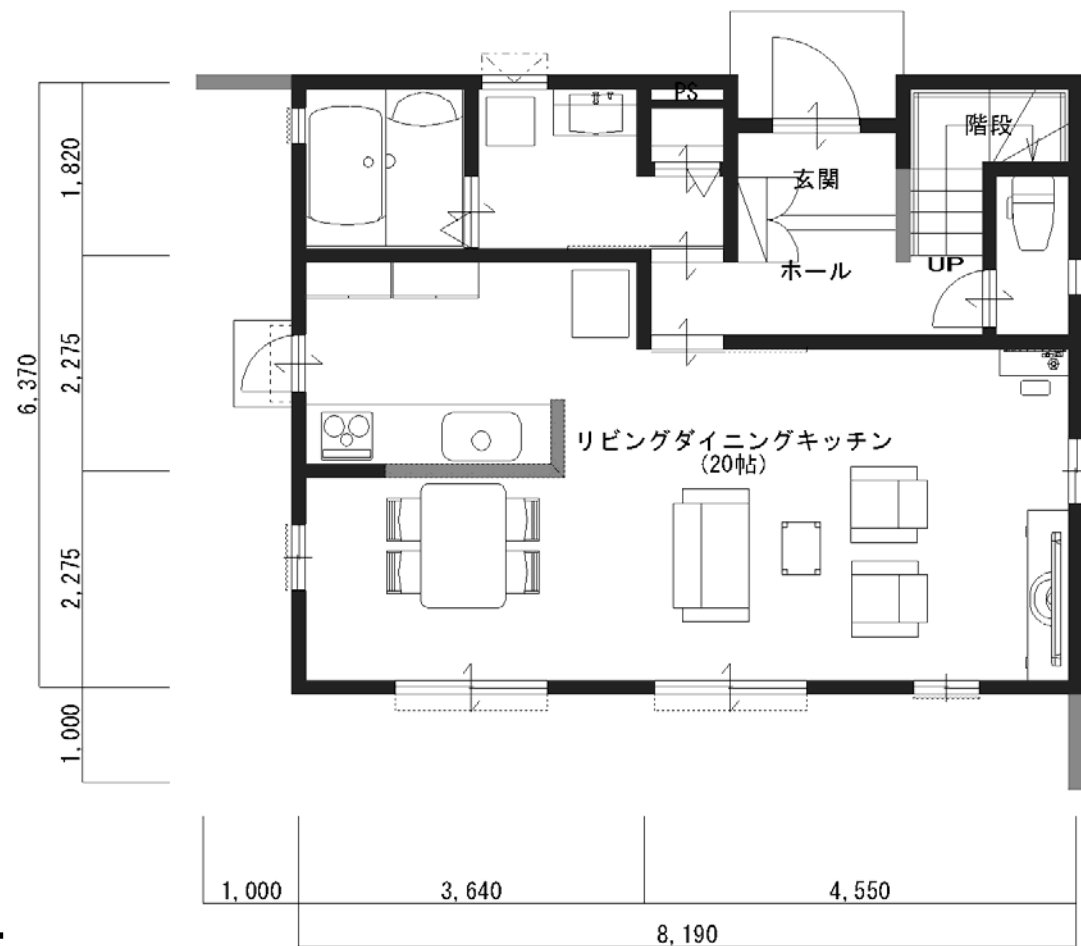 PS
階段
1,820
玄関
ホール
UP
2,275
6,370
リビングダイニングキッチン
(20帖)
2,275
1,000
1,000
3,640
4,550
8,190